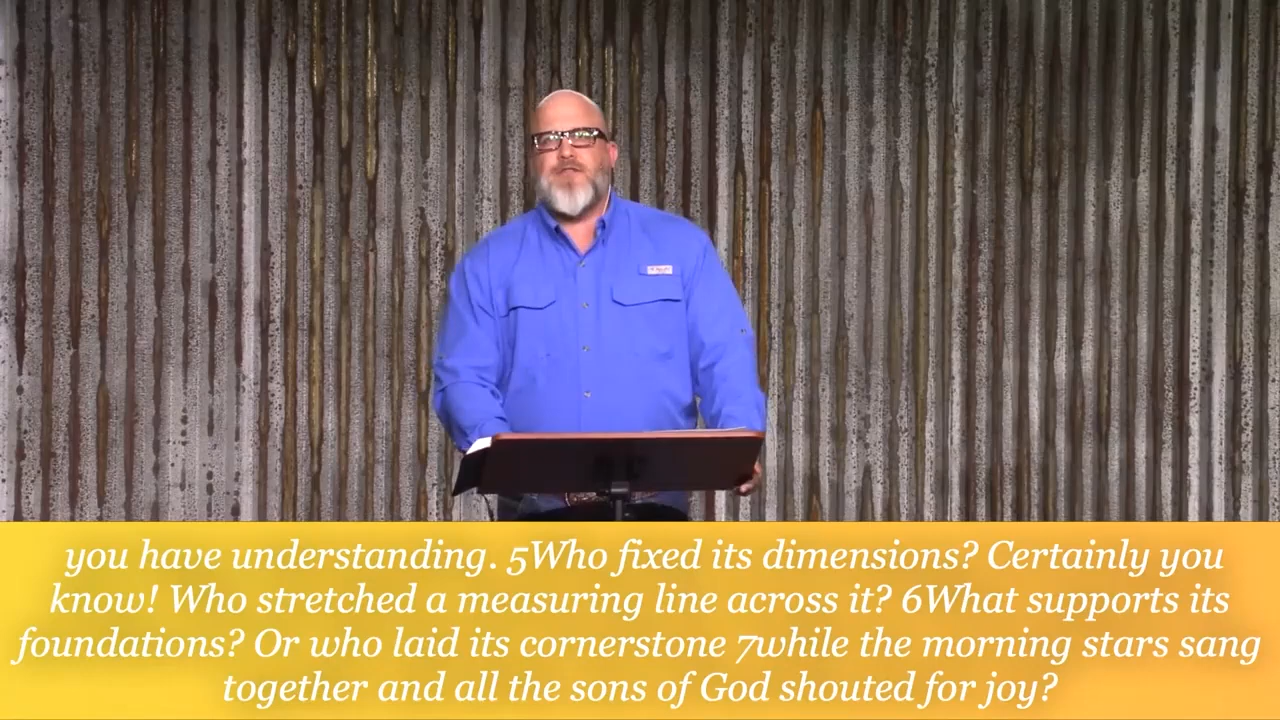 you have understanding. 5Who fixed its dimensions? Certainly you
know! Who stretched a measuring line across it? 6What supports its
foundations? Or who laid its cornerstone 7while the morning stars sang
together and all the sons of God shouted for joy?